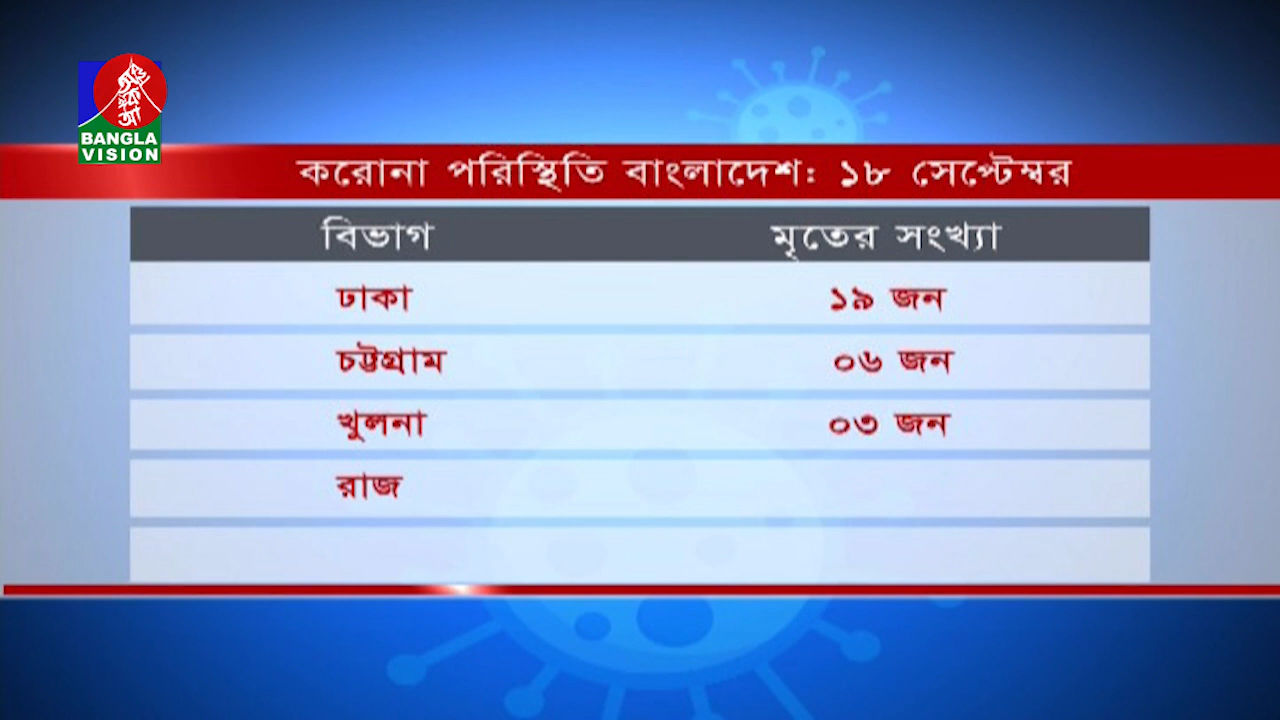 BANGLA
VISION
করোনা পরিস্থিতি বাংলাদেশ: ১৮ সেপ্টেম্বর
বিভাগ মৃতের সংখ্যা
ঢাকা ১৯ জন
চট্টগ্রাম ০৬ জন
খুলনা ০৩ জন
রাজ